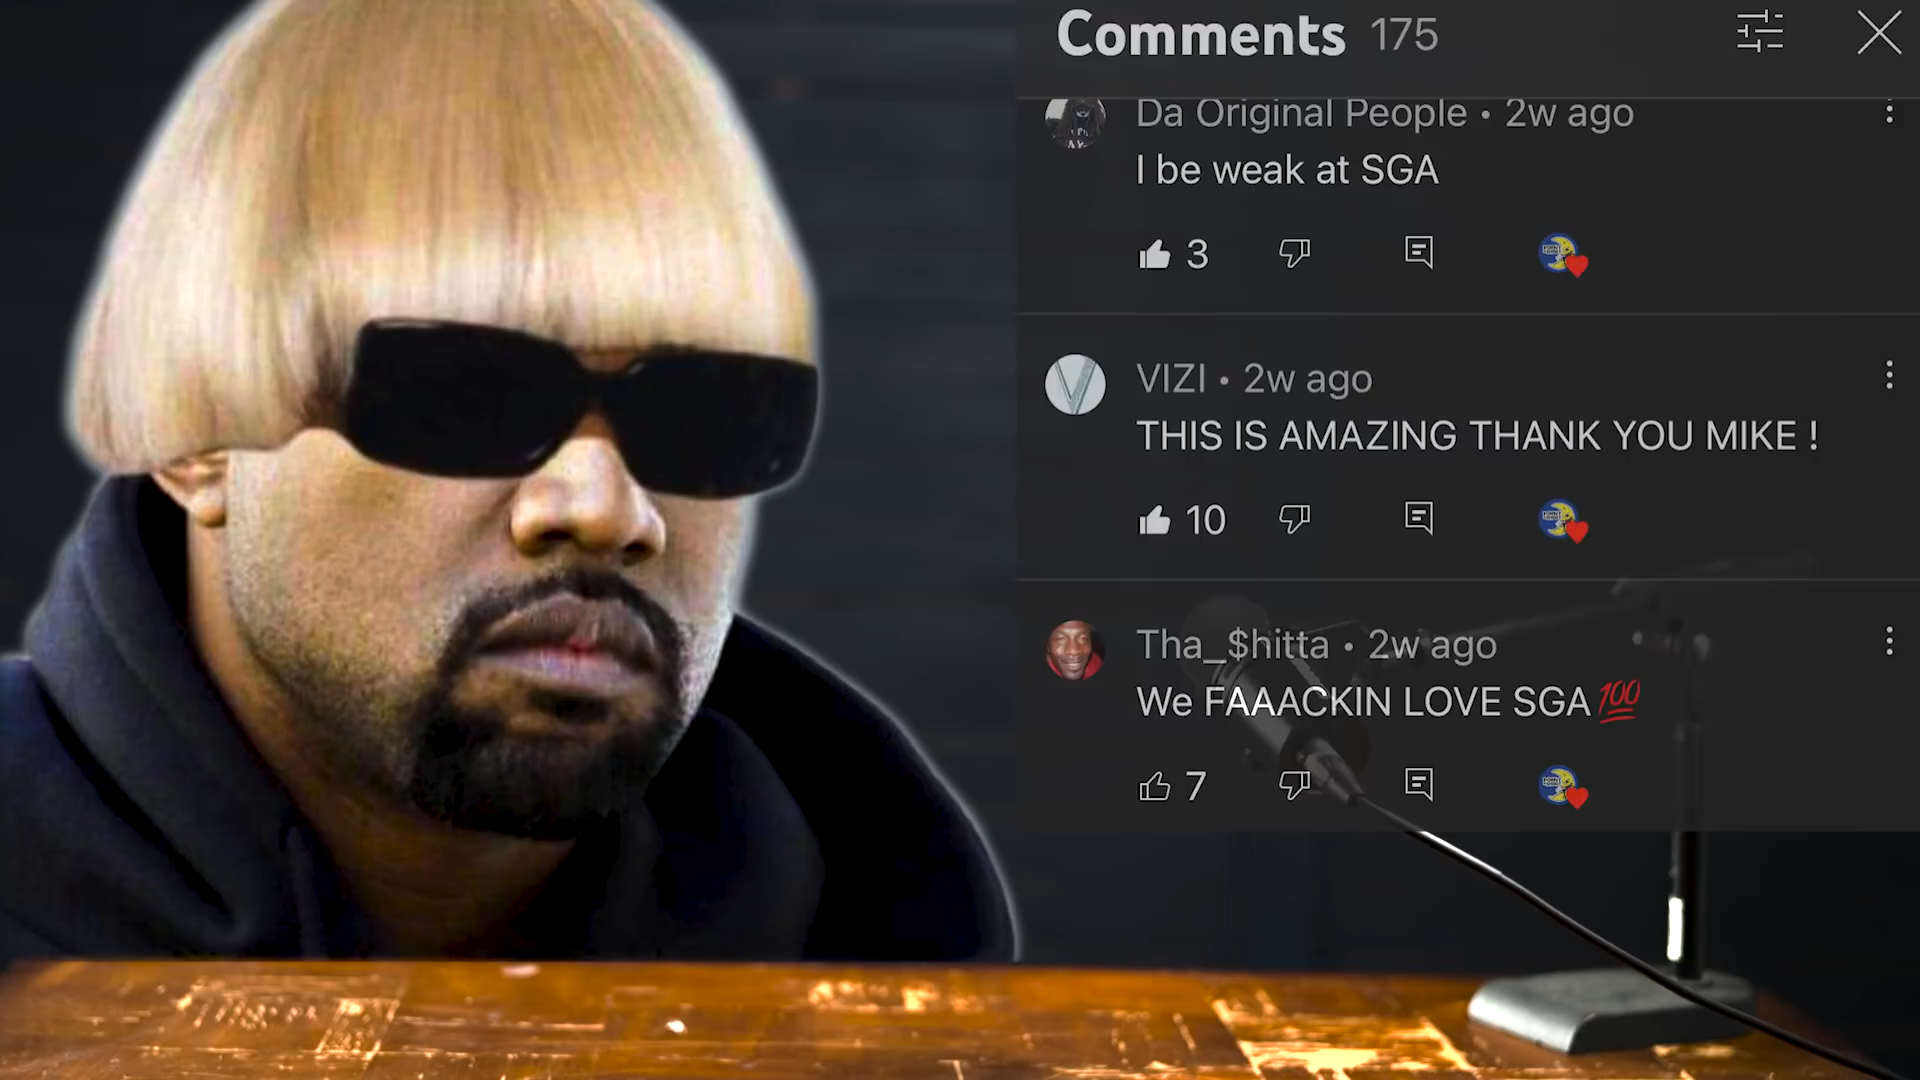 Comments 175
Da Original People • 2w ago
I be weak at SGA
3
VIZI • 2w ago
THIS IS AMAZING THANK YOU MIKE !
10
Tha_$hitta • 2w ago
We FAAACKIN LOVE SGA💯
7